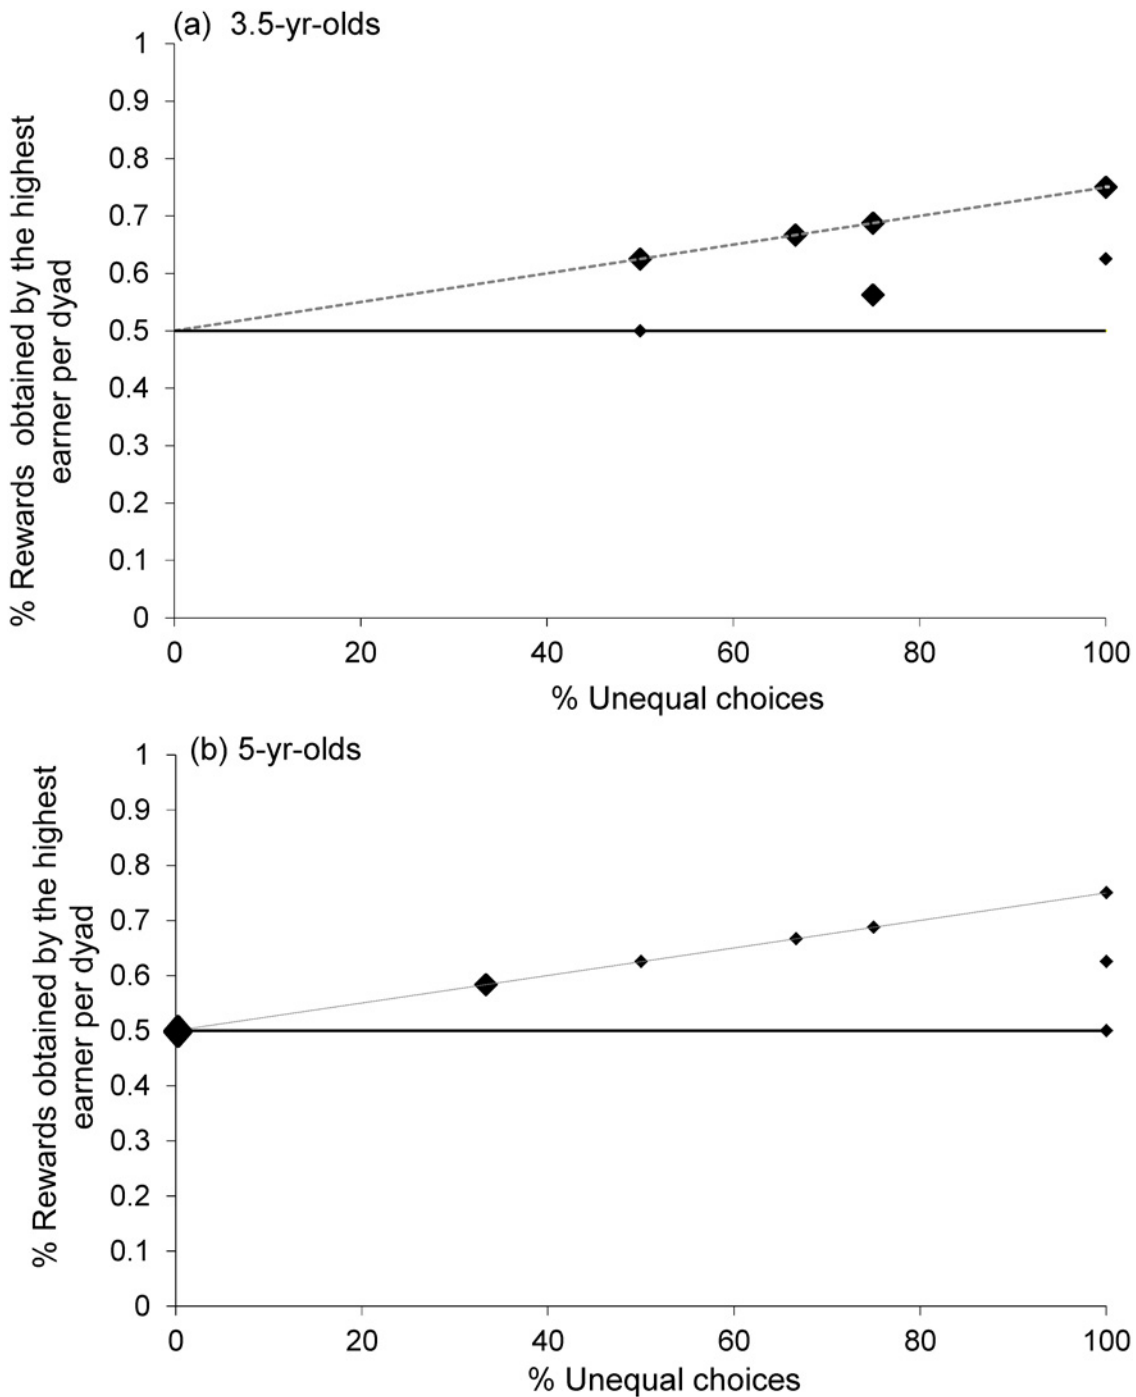 (a) 3.5-yr-olds
1
0.9
0.8
0.7
0.6
0.5
0.4
0.3
0.2
0.1
0
% Rewards obtained by the highest
earner per dyad
0 20 40 60 80 100
% Unequal choices
(b) 5-yr-olds
1
0.9
0.8
0.7
0.6
0.5
0.4
0.3
0.2
0.1
0
% Rewards obtained by the highest
earner per dyad
0 20 40 60 80 100
% Unequal choices